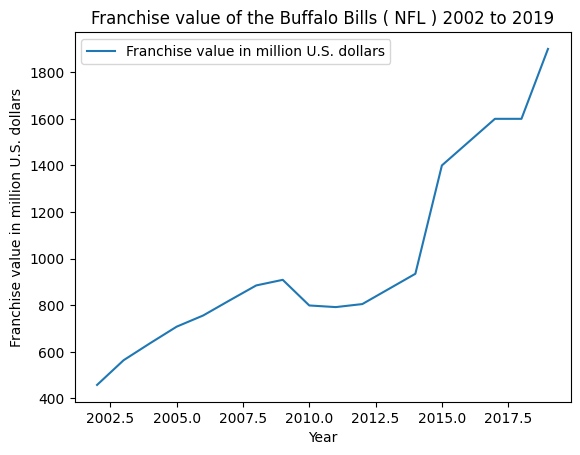 Franchise value of the Buffalo Bills ( NFL ) 2002 to 2019
Franchise value in million U.S. dollars
Franchise value in million U.S. dollars
1800
1600
1400
1200
1000
800
600
400
2002.5 2005.0 2007.5 2010.0 2012.5 2015.0 2017.5
Year